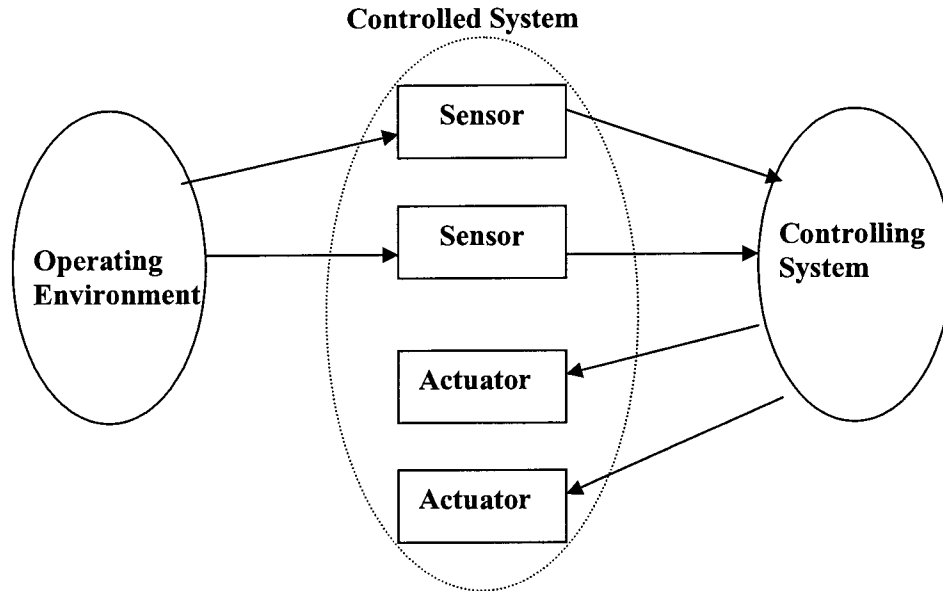 Controlled System
Sensor
Sensor
Operating
Environment
Controlling
System
Actuator
Actuator